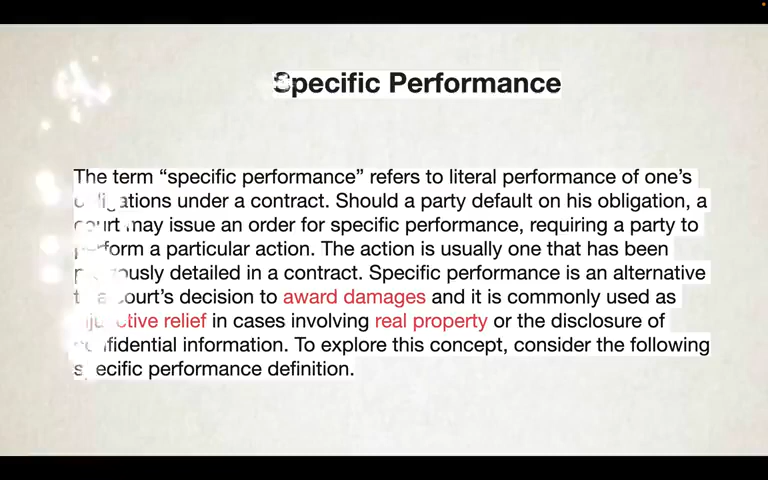 Specific Performance
The term “specific performance” refers to literal performance of one’s
under a contract. Should a party default on his obligation, a
court may issue an order for specific performance, requiring a party to
perform a particular action. The action is usually one that has been
detailed in a contract. Specific performance is an alternative
court’s decision to award damages and it is commonly used as
relief in cases involving real property or the disclosure of
confidential information. To explore this concept, consider the following
specific performance definition.